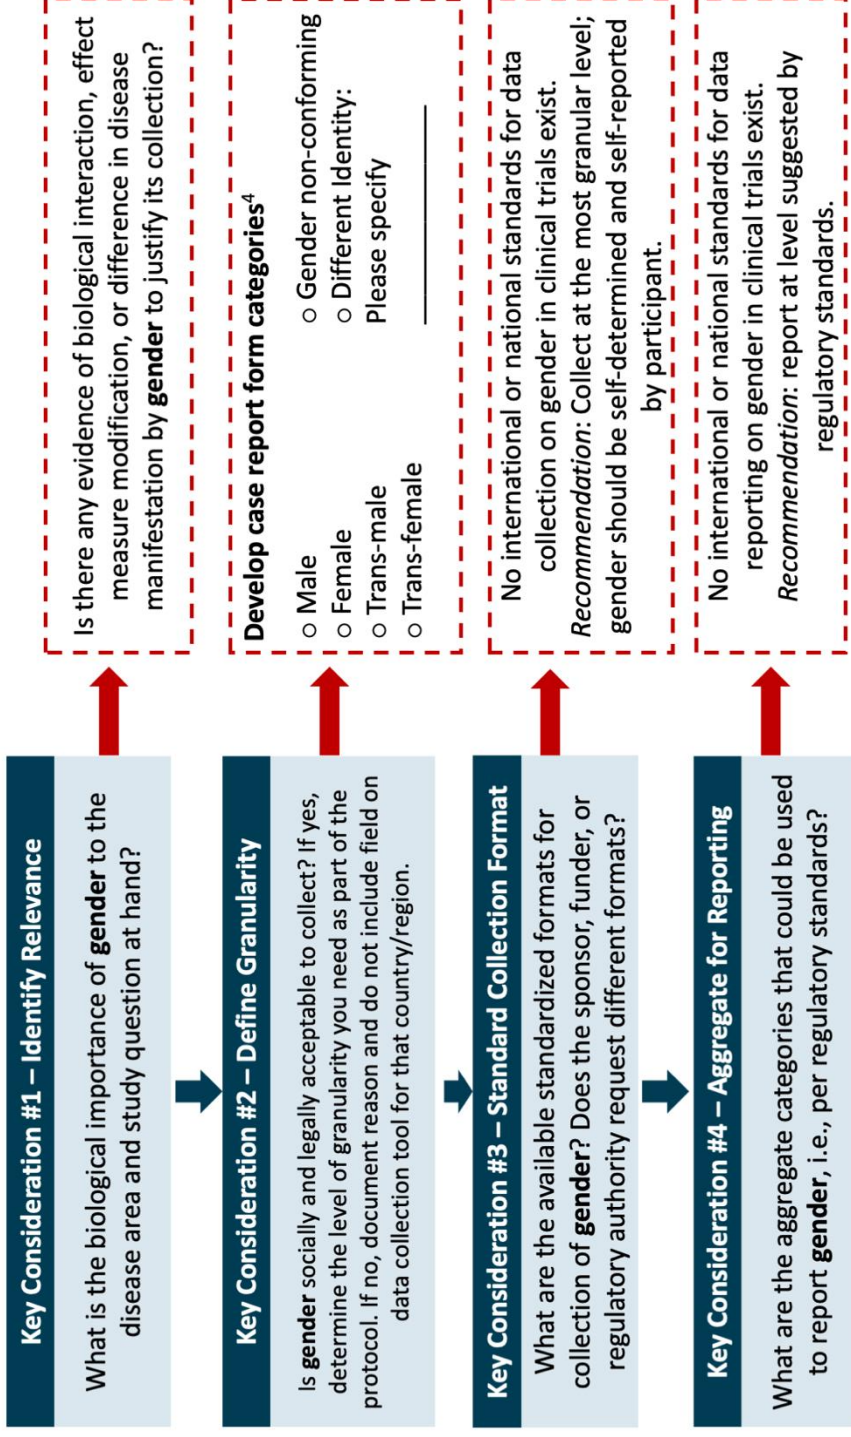 Key Consideration #1 – Identify Relevance
What is the biological importance of gender to the
disease area and study question at hand?
Is there any evidence of biological interaction, effect
measure modification, or difference in disease
manifestation by gender to justify its collection?
Key Consideration #2 – Define Granularity
Is gender socially and legally acceptable to collect? If yes,
determine the level of granularity you need as part of the
protocol. If no, document reason and do not include field on
data collection tool for that country/region.
Develop case report form categories4
○ Male
○ Female
○ Trans-male
○ Trans-female
○ Gender non-conforming
○ Different Identity:
Please specify
Key Consideration #3 – Standard Collection Format
What are the available standardized formats for
collection of gender? Does the sponsor, funder, or
regulatory authority request different formats?
No international or national standards for data
collection on gender in clinical trials exist.
Recommendation: Collect at the most granular level;
gender should be self-determined and self-reported
by participant.
Key Consideration #4 – Aggregate for Reporting
What are the aggregate categories that could be used
to report gender, i.e., per regulatory standards?
No international or national standards for data
reporting on gender in clinical trials exist.
Recommendation: report at level suggested by
regulatory standards.